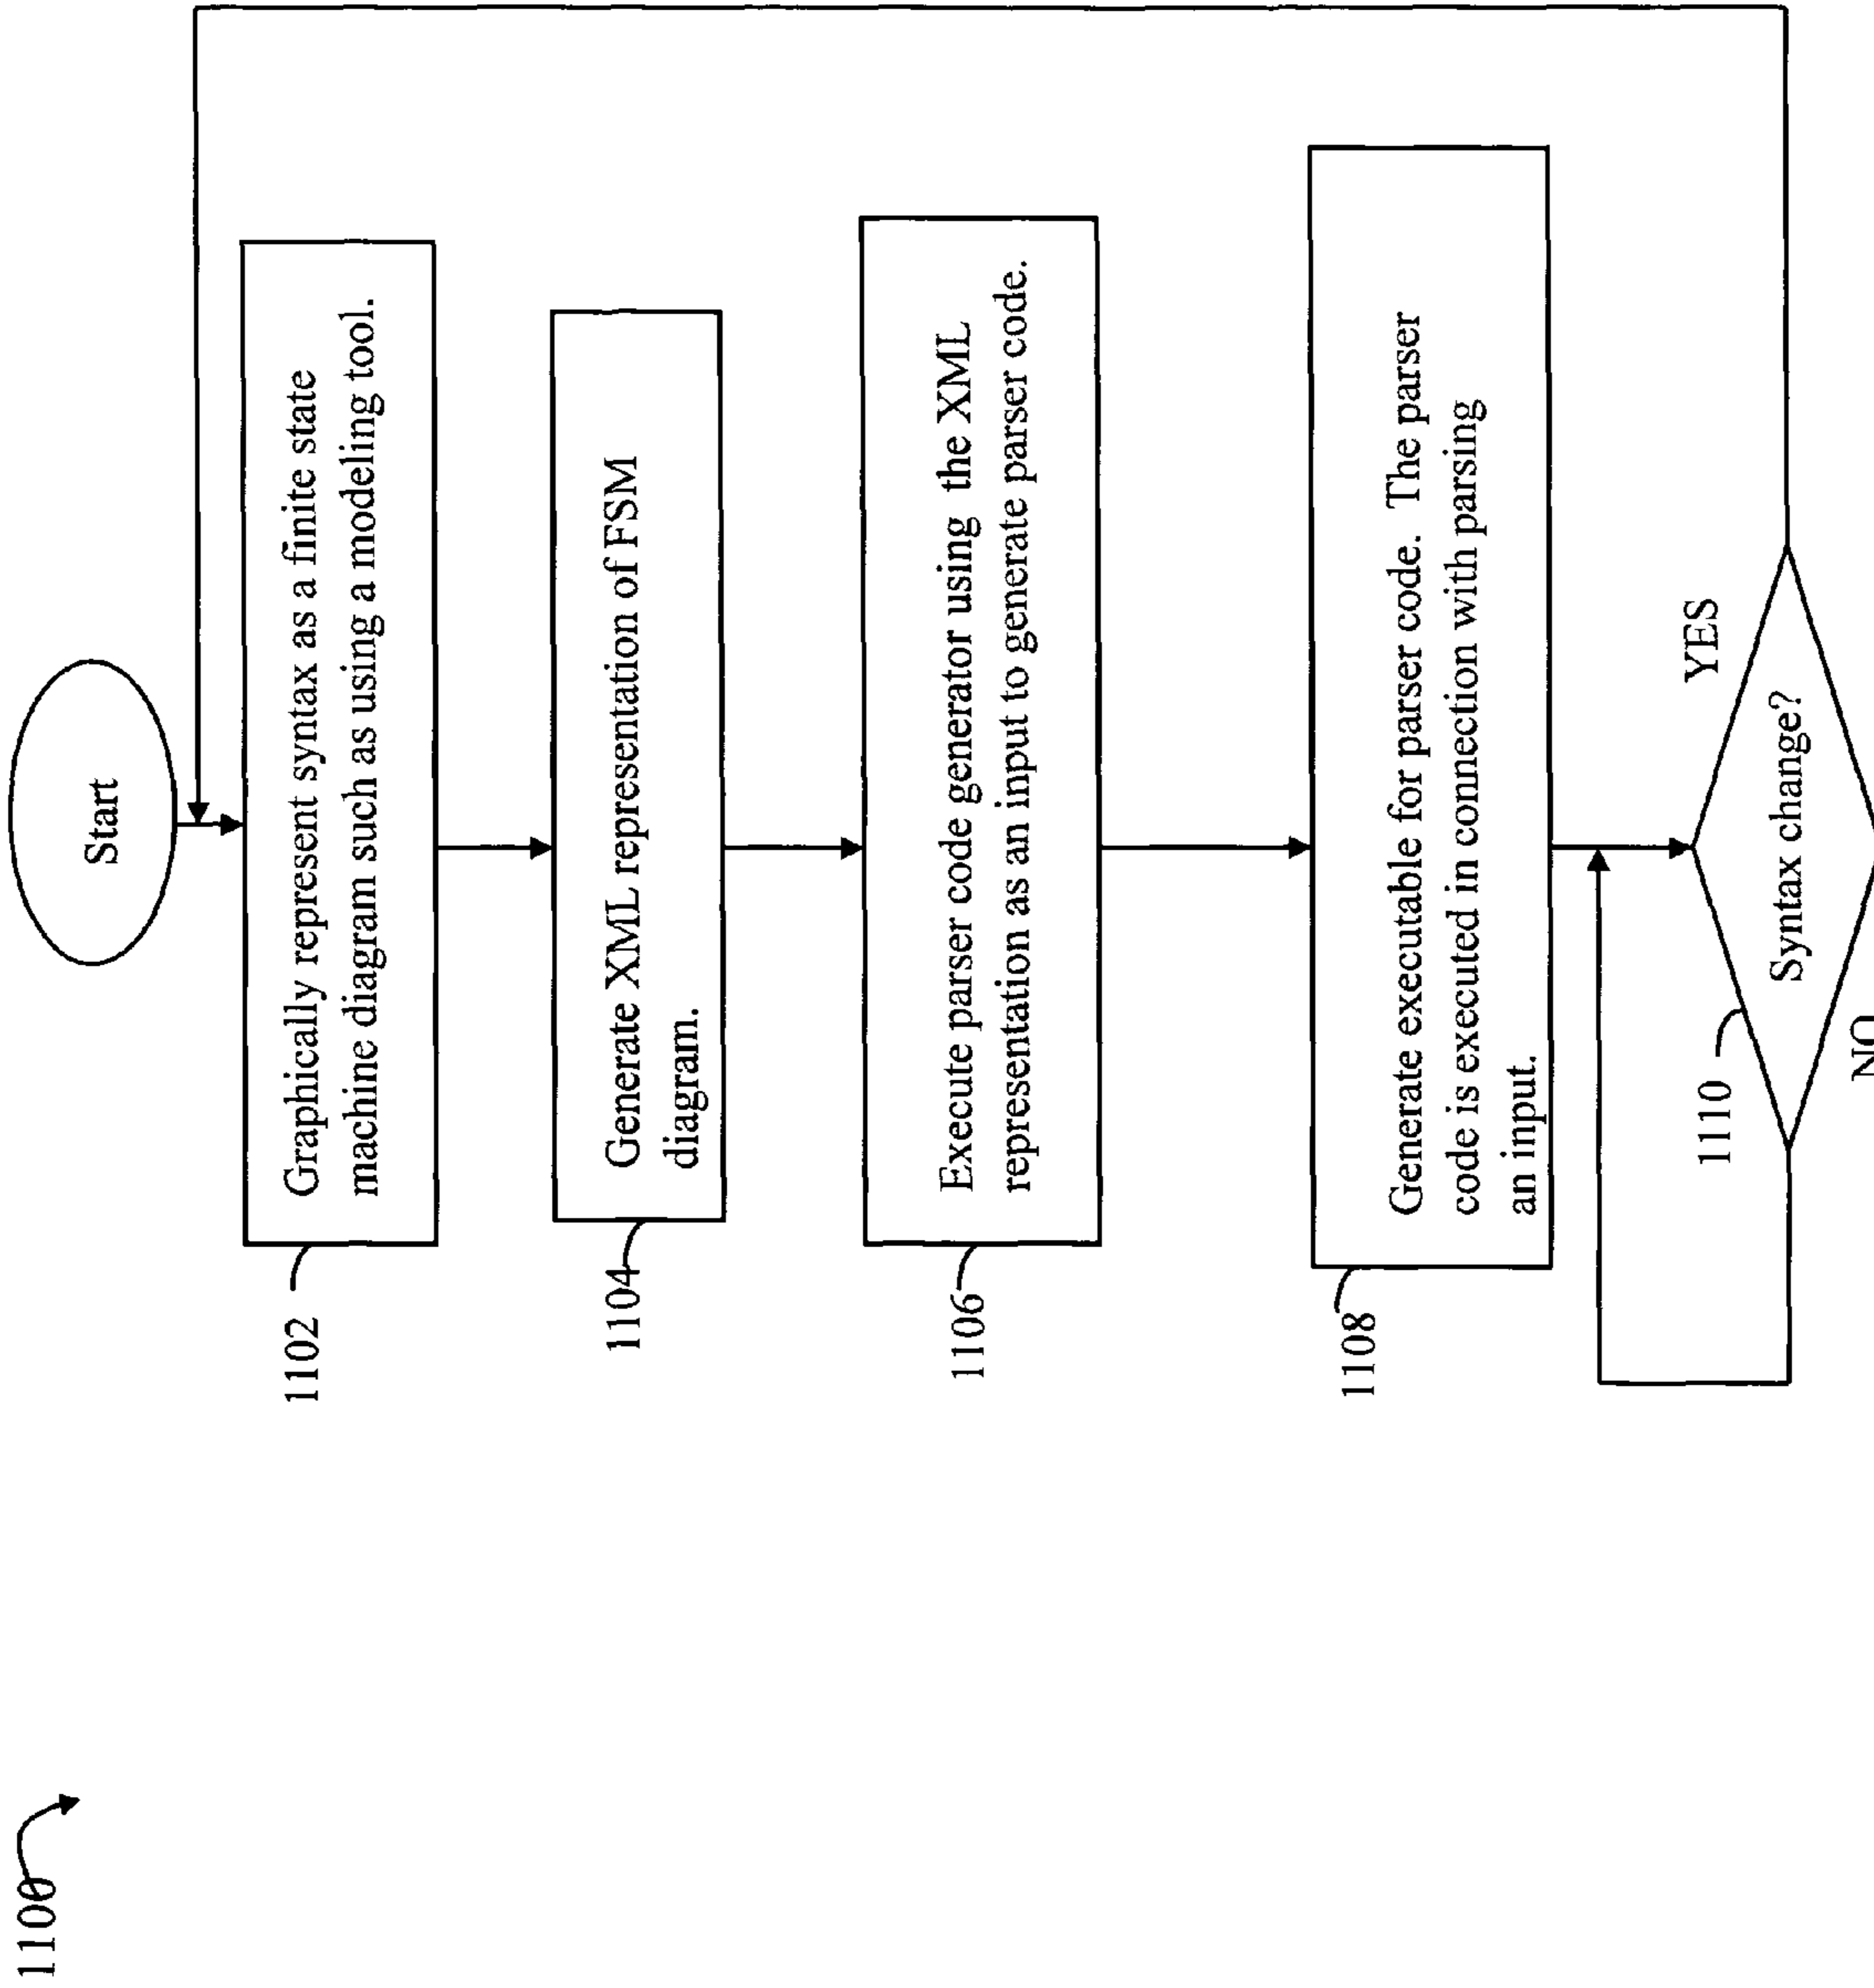 1100
Start
1102
Graphically represent syntax as a finite state
machine diagram such as using a modeling tool.
1104
Generate XML representation of FSM
diagram.
1106
Execute parser code generator using the XML
representation as an input to generate parser code.
1108
Generate executable for parser code. The parser
code is executed in connection with parsing
an input.
1110
YES
Syntax change?
NO